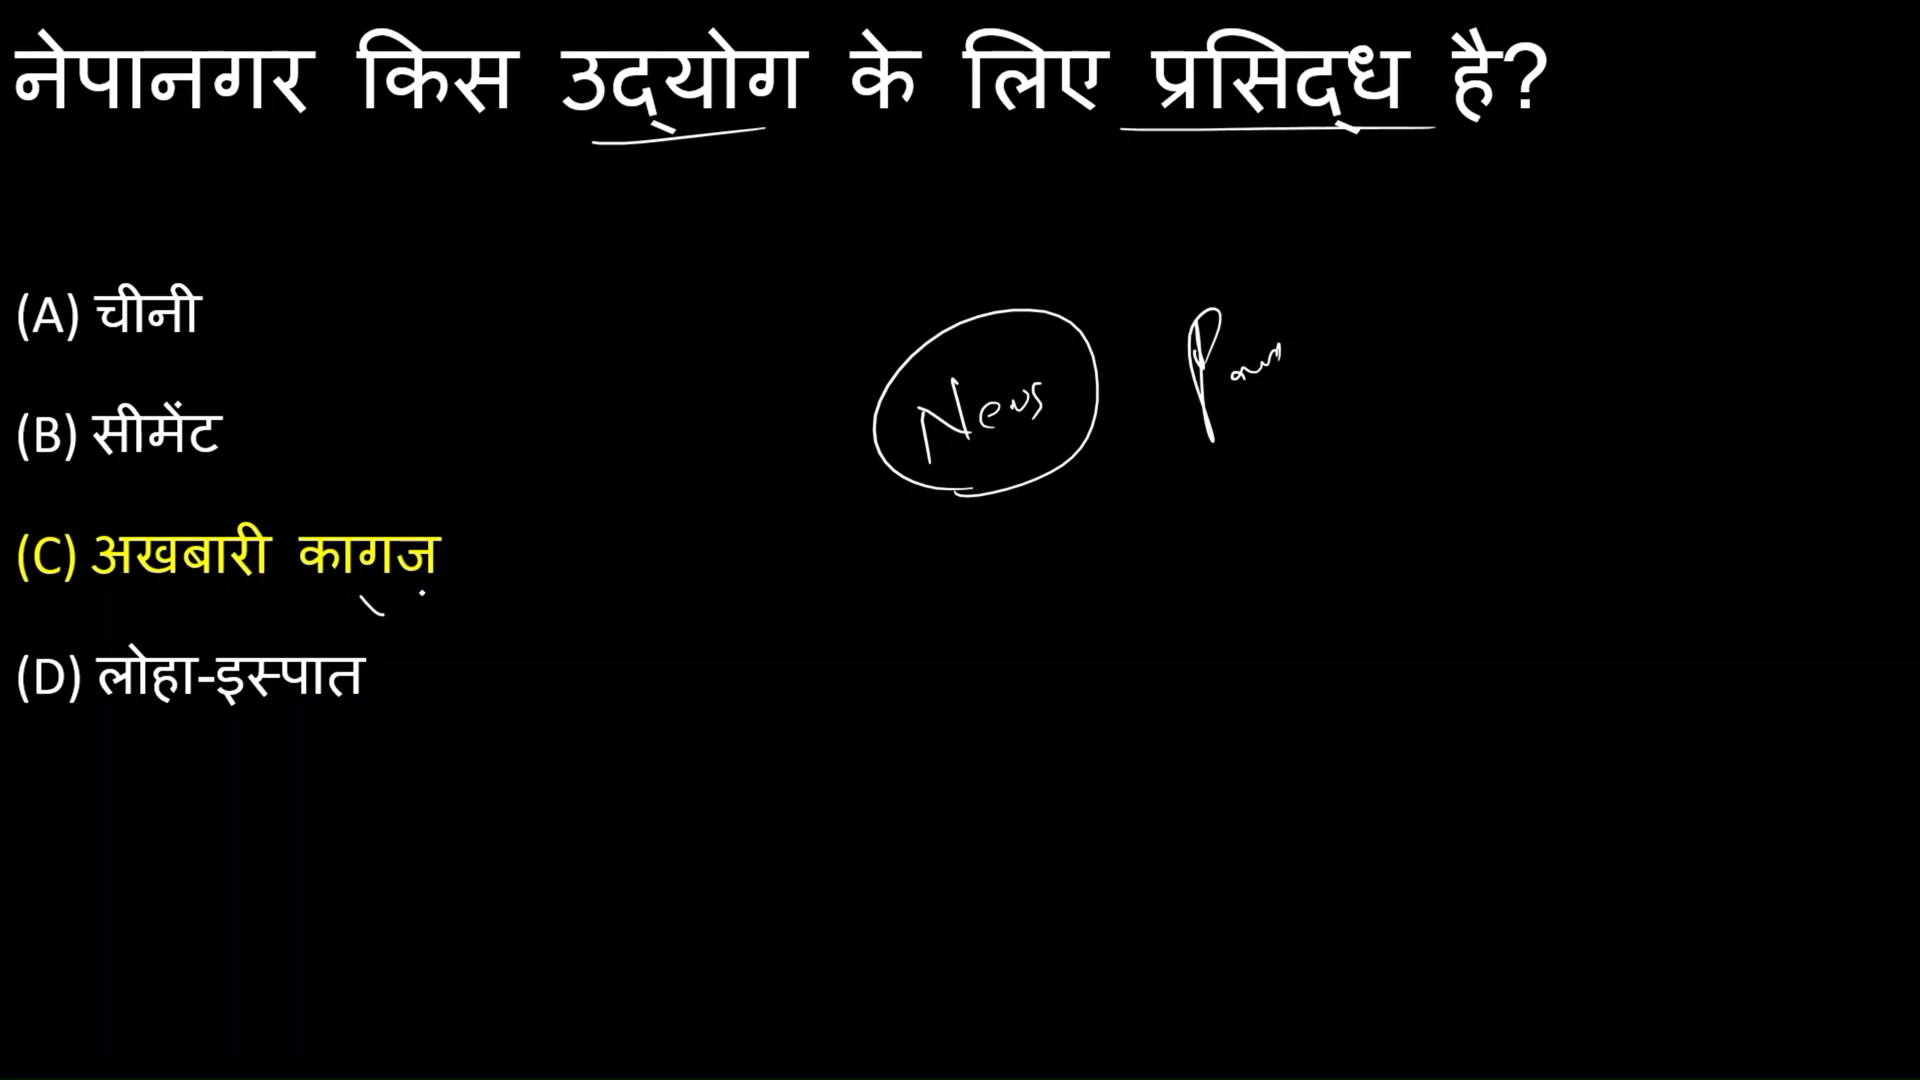 नेपानगर किस उद्योग के लिए प्रसिद्ध है?
(A) चीनी
(B) सीमेंट
(C) अखबारी कागज़
(D) लोहा-इस्पात
News